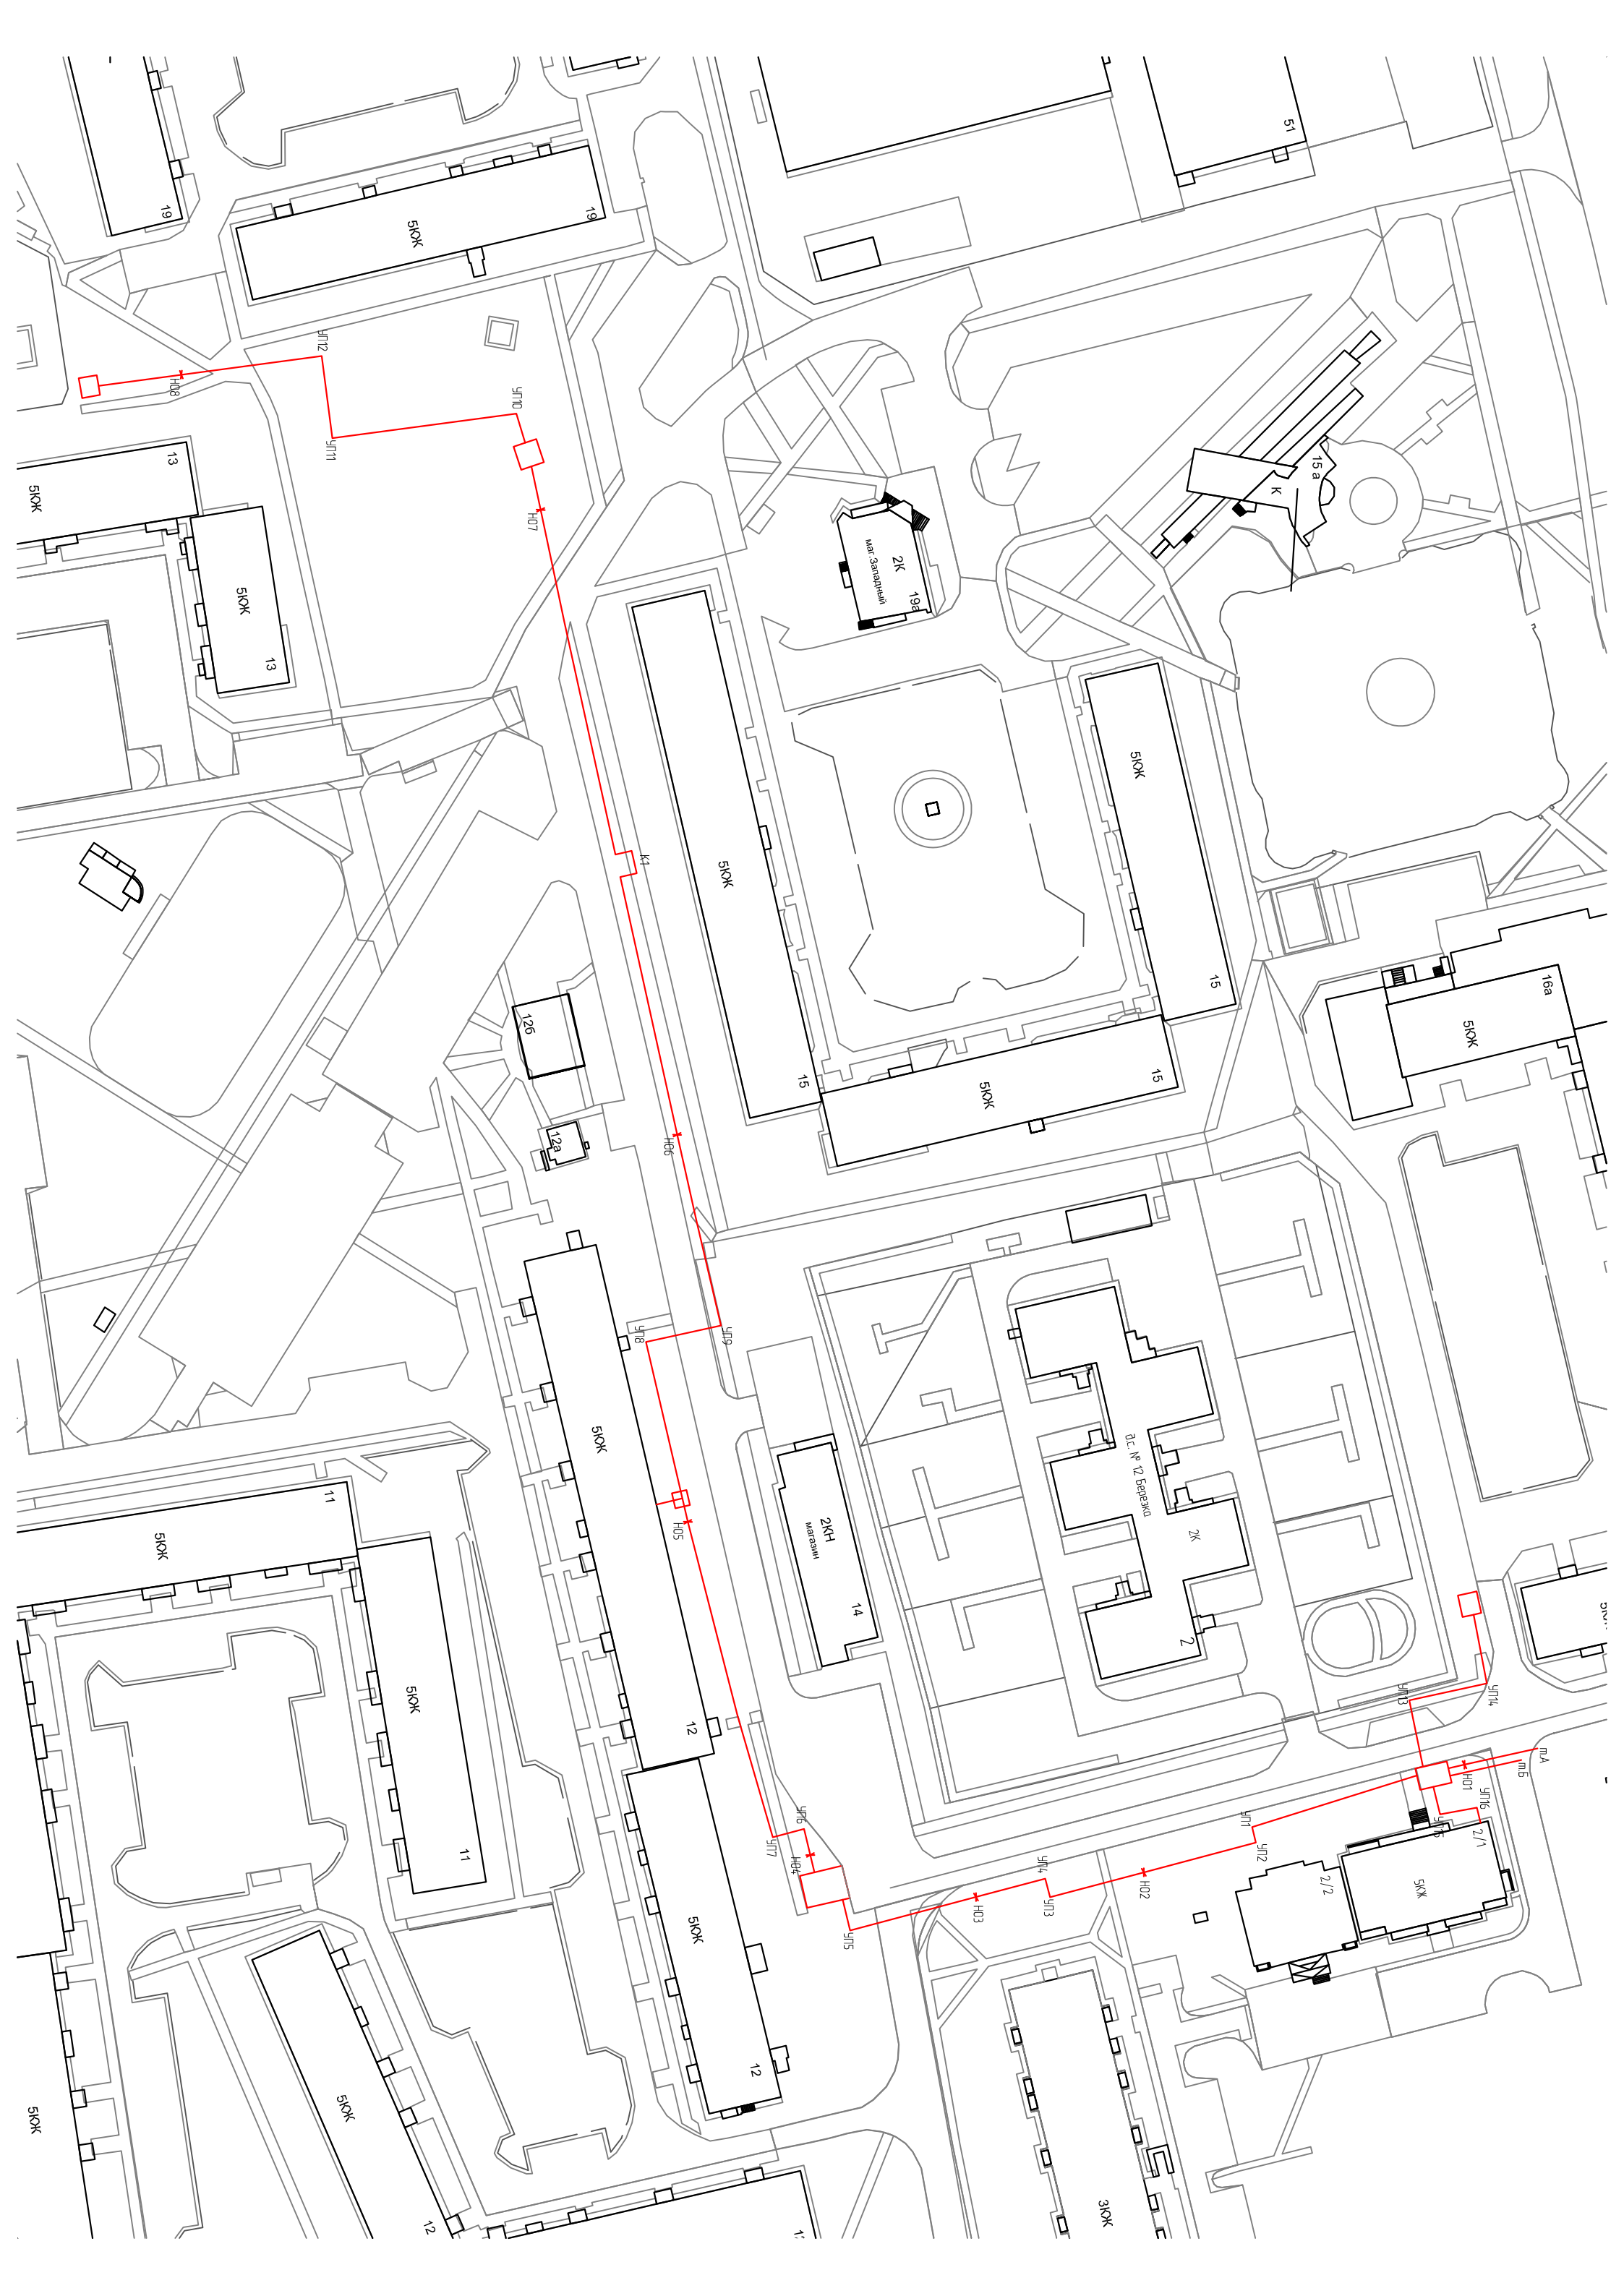 51
19
19
5КЖ
УП12
НО8
УП10
УП11
13
5КЖ
НО7
15 а
К
2К
маг.Западный
19а
5КЖ
13
5КЖ
К1
5КЖ
15
16а
5КЖ
12б
15
5КЖ
15
12а
НО6
УП8
УП9
5КЖ
д.с. № 12 Березка
2К
11
5КЖ
НО5
2КН
магазин
14
2
5КЖ
12
УП13
УП14
т.А
т.Б
НО1
УП16
УП15
2/1
УП1
УП2
УП6
УП7
НО4
УП4
УП3
НО2
НО3
УП5
2/2
5КЖ
11
5КЖ
12
5КЖ
5КЖ
3КЖ
12